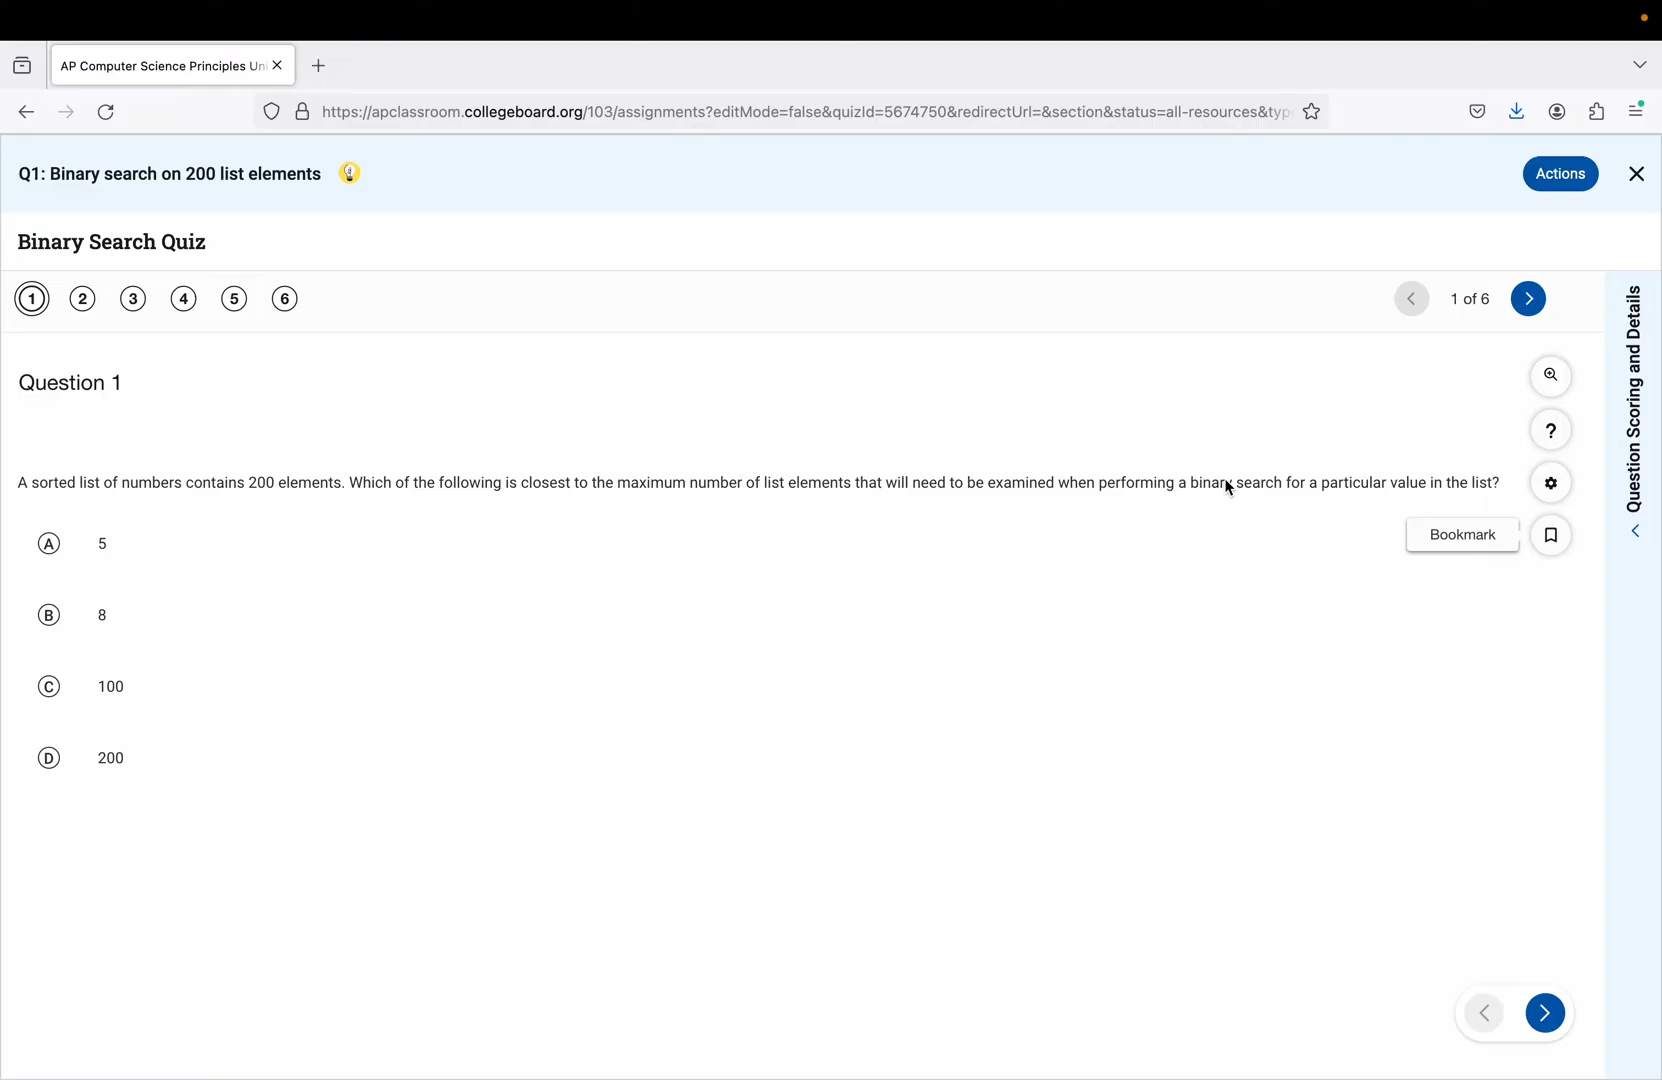 AP Computer Science Principles Un
https://apclassroom.collegeboard.org/103/assignments?editMode=false&quizId=5674750&redirectUrl=&section&status=all-resources&typ
Q1: Binary search on 200 list elements
Actions
Binary Search Quiz
1 2 3 4 5 6
1 of 6
Question Scoring and Details
Question 1
?
A sorted list of numbers contains 200 elements. Which of the following is closest to the maximum number of list elements that will need to be examined when performing a binary search for a particular value in the list?
Bookmark
A 5
B 8
C 100
D 200